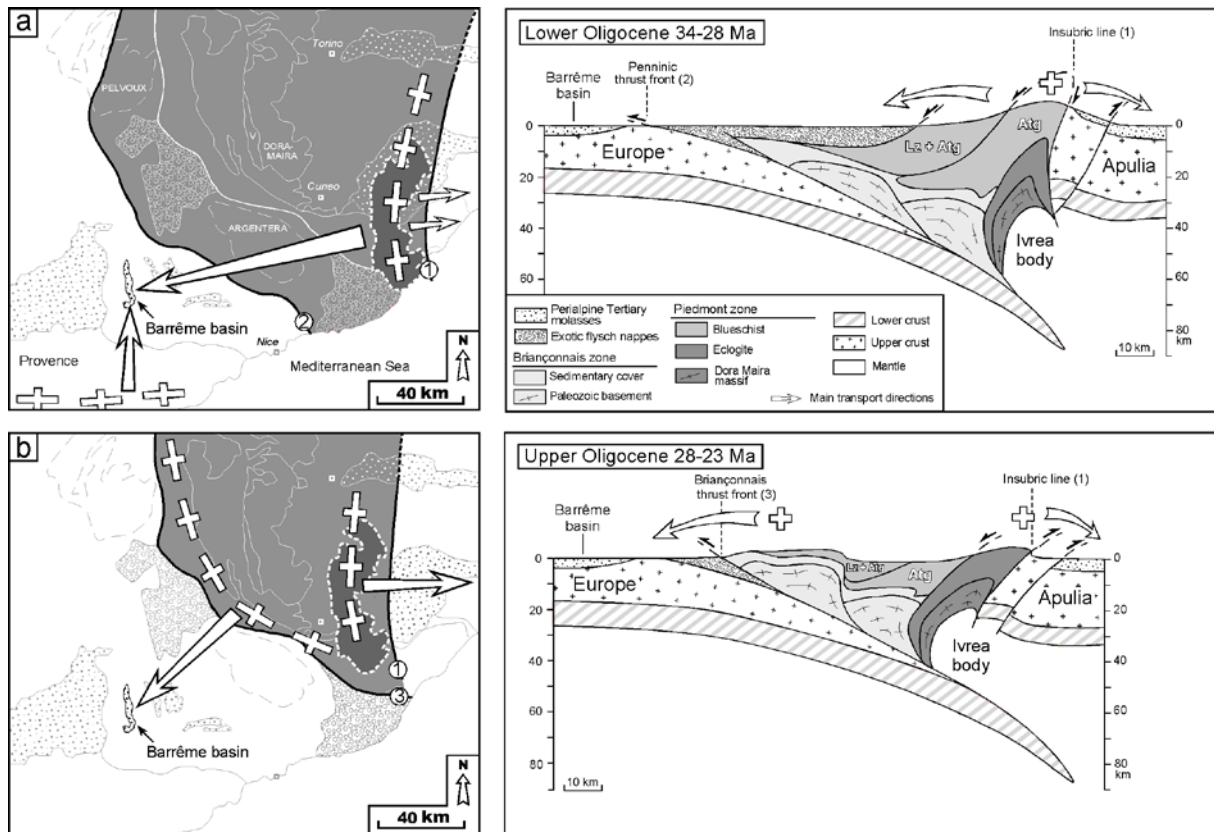 a
Torino
PELVOUX
DORA-
MAIRA
Cuneo
ARGENTERA
1
2
Barrême basin
Nice
Provence
Mediterranean Sea
N
40 km
Lower Oligocene 34-28 Ma
Insubric line (1)
Penninic
thrust front (2)
Barrême
basin
0
20
40
60
80
Europe
Lz + Atg
Atg
Apulia
Ivrea
body
0
20
40
60
80
km
10 km
Perialpine Tertiary
molasses
Exotic flysch nappes
Briançonnais zone
Sedimentary cover
Paleozoic basement
Piedmont zone
Blueschist
Eclogite
Dora Maira
massif
Lower crust
Upper crust
Mantle
Main transport directions
b
1
3
Barrême basin
N
40 km
Upper Oligocene 28-23 Ma
Briançonnais
thrust front (3)
Insubric line (1)
Barrême
basin
0
20
40
60
80
Europe
Lz + Atg
Atg
Apulia
Ivrea
body
0
20
40
60
80
km
10 km